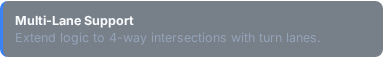 Multi-Lane Support
Extend logic to 4-way intersections with turn lanes.